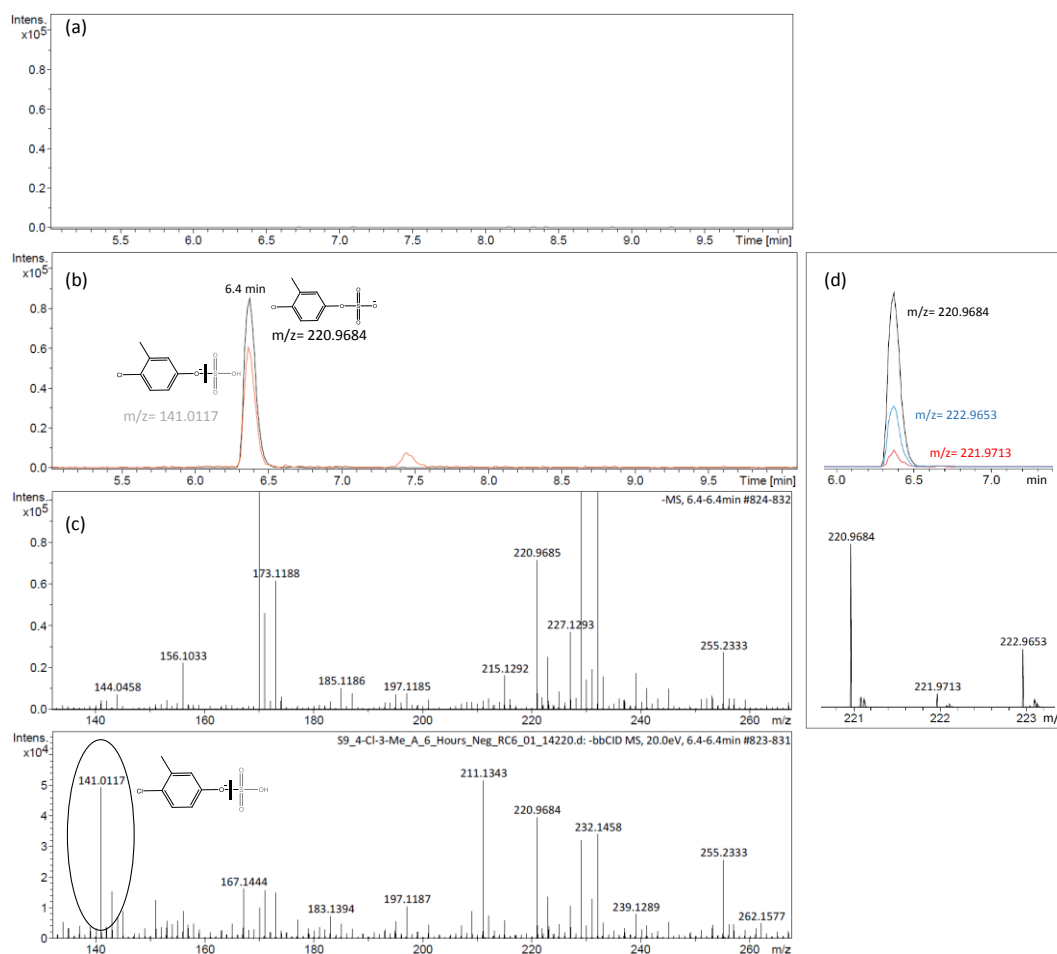 Intens.
x10⁵
(a)
1.0
0.8
0.6
0.4
0.2
0.0
5.5 6.0 6.5 7.0 7.5 8.0 8.5 9.0 9.5 Time [min]
Intens.
x10⁵
(b)
6.4 min
Cl O S O O O⁻
m/z= 220.9684
Cl O⁻ S OH O O
m/z= 141.0117
0.8
0.6
0.4
0.2
0.0
5.5 6.0 6.5 7.0 7.5 8.0 8.5 9.0 9.5 Time [min]
(d)
m/z= 220.9684
m/z= 222.9653
m/z= 221.9713
6.0 6.5 7.0 min
Intens.
x10⁵
(c)
-MS, 6.4-6.4min #824-832
0.8
0.6
0.4
0.2
0.0
144.0458
156.1033
173.1188
185.1186
197.1185
215.1292
220.9685
227.1293
255.2333
140 160 180 200 220 240 260 m/z
220.9684
221.9713
222.9653
221 222 223 m/z
Intens.
x10⁴
S9_4-Cl-3-Me_A_6_Hours_Neg_RC6_01_14220.d: -bbCID MS, 20.0eV, 6.4-6.4min #823-831
5
4
3
2
1
0
141.0117
Cl O⁻ S OH O O
167.1444
183.1394
197.1187
211.1343
220.9684
232.1458
239.1289
255.2333
262.1577
140 160 180 200 220 240 260 m/z